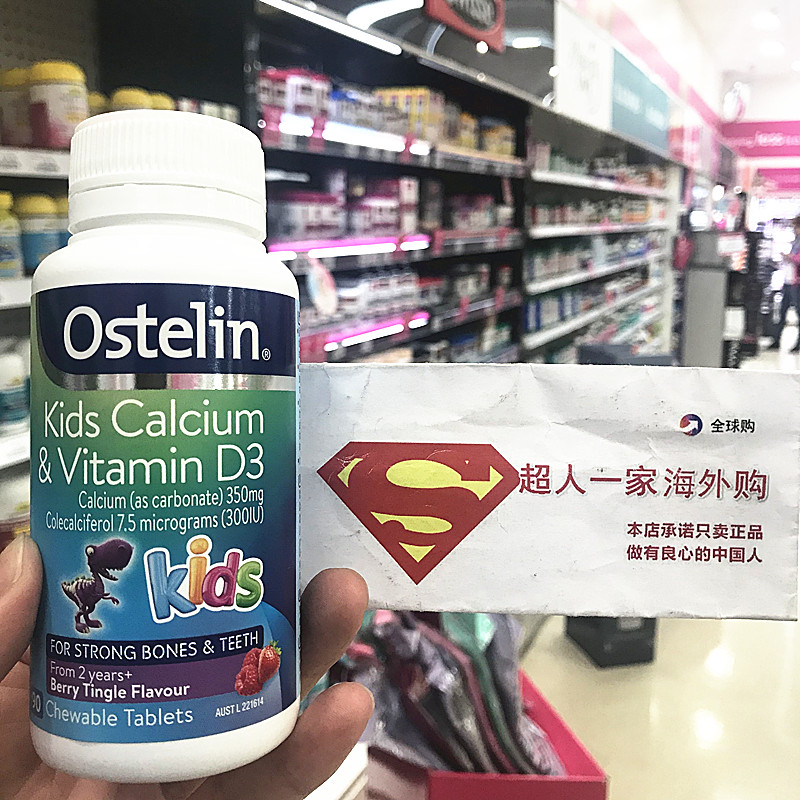 Ostelin®
Kids Calcium
& Vitamin D3
Calcium (as carbonate) 350mg
Colecalciferol 7.5 micrograms (300IU)
kids
FOR STRONG BONES & TEETH
From 2 years+
Berry Tingle Flavour
90 Chewable Tablets
AUST L 221614
全球购
S
超人一家海外购
本店承诺只卖正品
做有良心的中国人